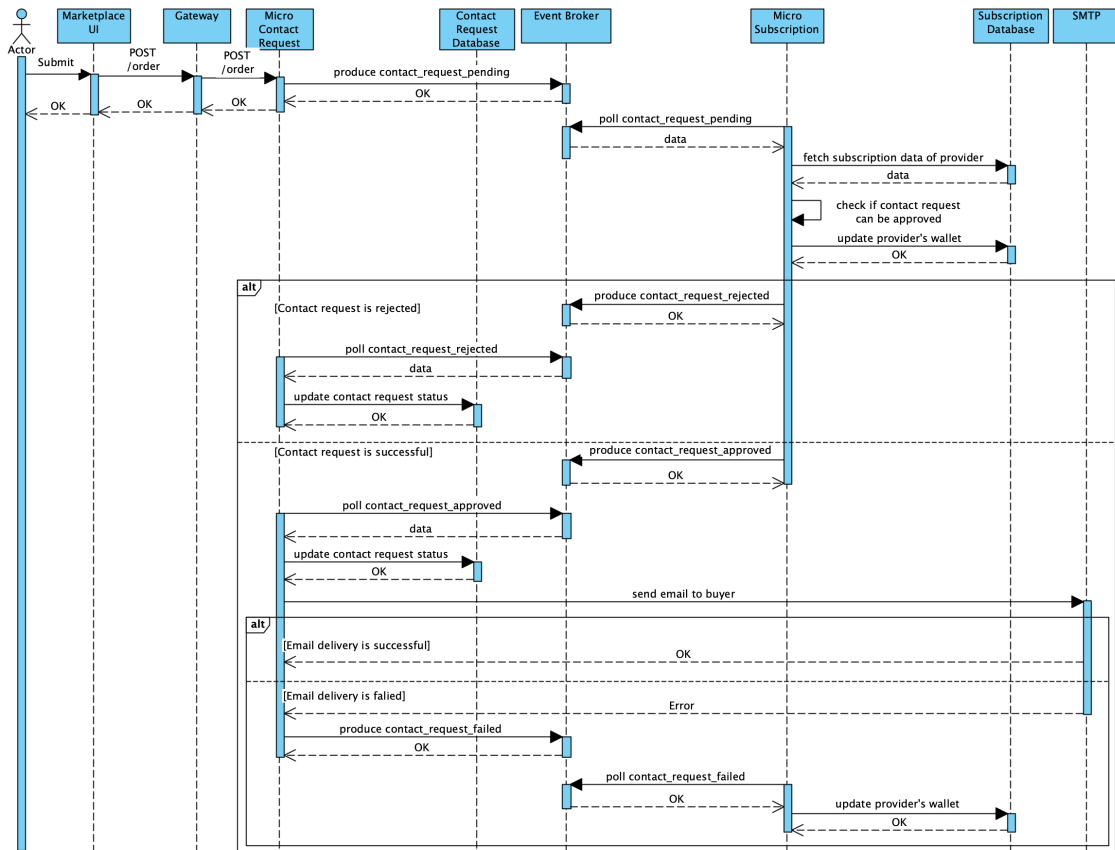 Marketplace
UI
Gateway
Micro
Contact
Request
Contact
Request
Database
Event Broker
Micro
Subscription
Subscription
Database
SMTP
Actor
Submit
POST
/order
POST
/order
produce contact_request_pending
OK
OK
OK
OK
poll contact_request_pending
data
fetch subscription data of provider
data
check if contact request
can be approved
update provider's wallet
OK
alt
[Contact request is rejected]
produce contact_request_rejected
OK
poll contact_request_rejected
data
update contact request status
OK
[Contact request is successful]
produce contact_request_approved
OK
poll contact_request_approved
data
update contact request status
OK
send email to buyer
alt
[Email delivery is successful]
OK
[Email delivery is falied]
Error
produce contact_request_failed
OK
poll contact_request_failed
OK
update provider's wallet
OK